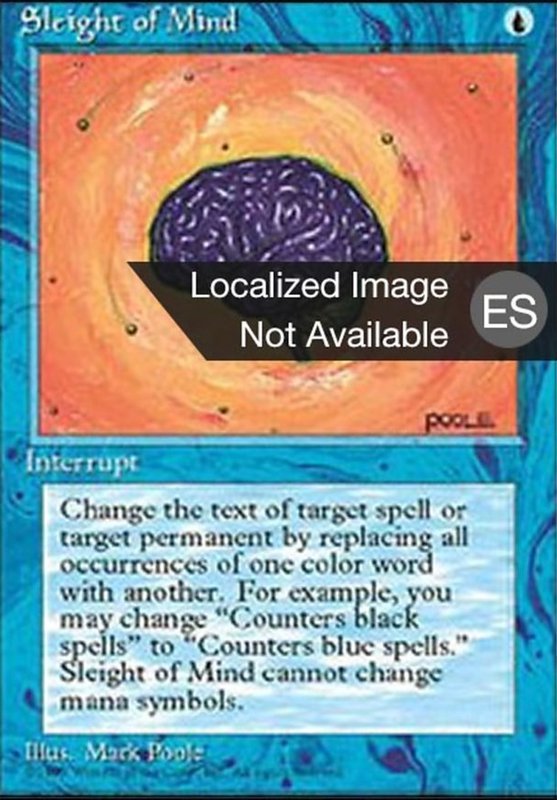 Sleight of Mind
Localized Image
Not Available
ES
POOLE
Interrupt
Change the text of target spell or
target permanent by replacing all
occurrences of one color word
with another. For example, you
may change “Counters black
spells” to “Counters blue spells.”
Sleight of Mind cannot change
mana symbols.
Illus. Mark Poole